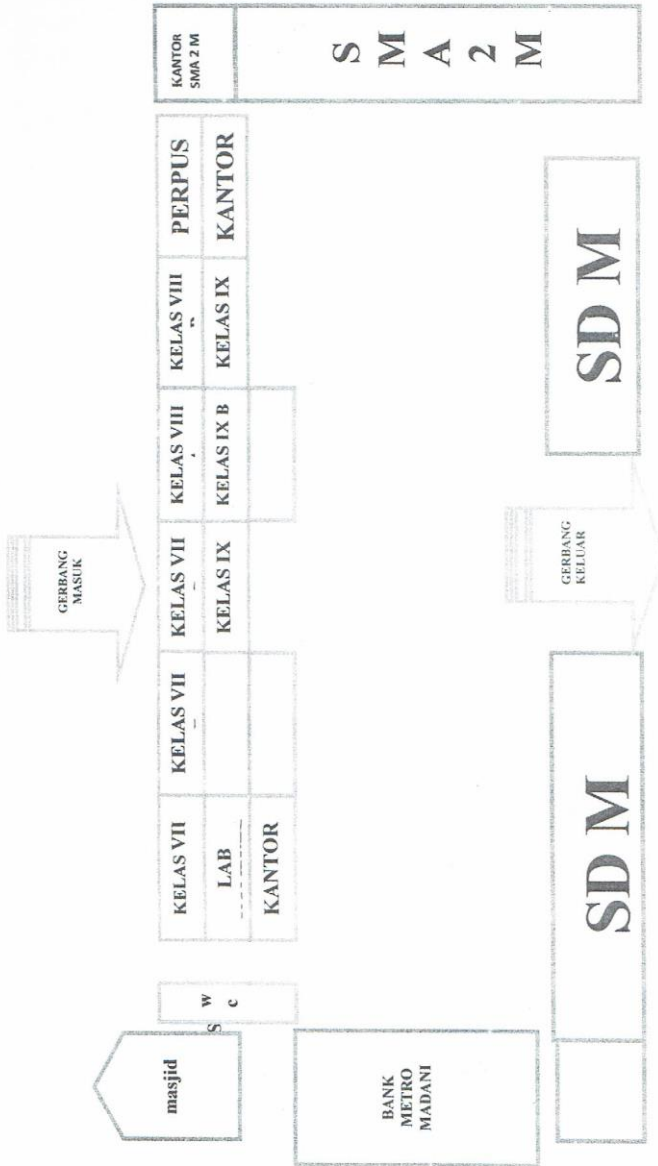 GERBANG
MASUK
masjid
S
w
c
KELAS VII
KELAS VII
KELAS VII
KELAS VIII
KELAS VIII
PERPUS
KANTOR
SMA 2 M
LAB
KELAS IX
KELAS IX B
KELAS IX
KANTOR
KANTOR
S
M
A
2
M
BANK
METRO
MADANI
GERBANG
KELUAR
SD M
SD M